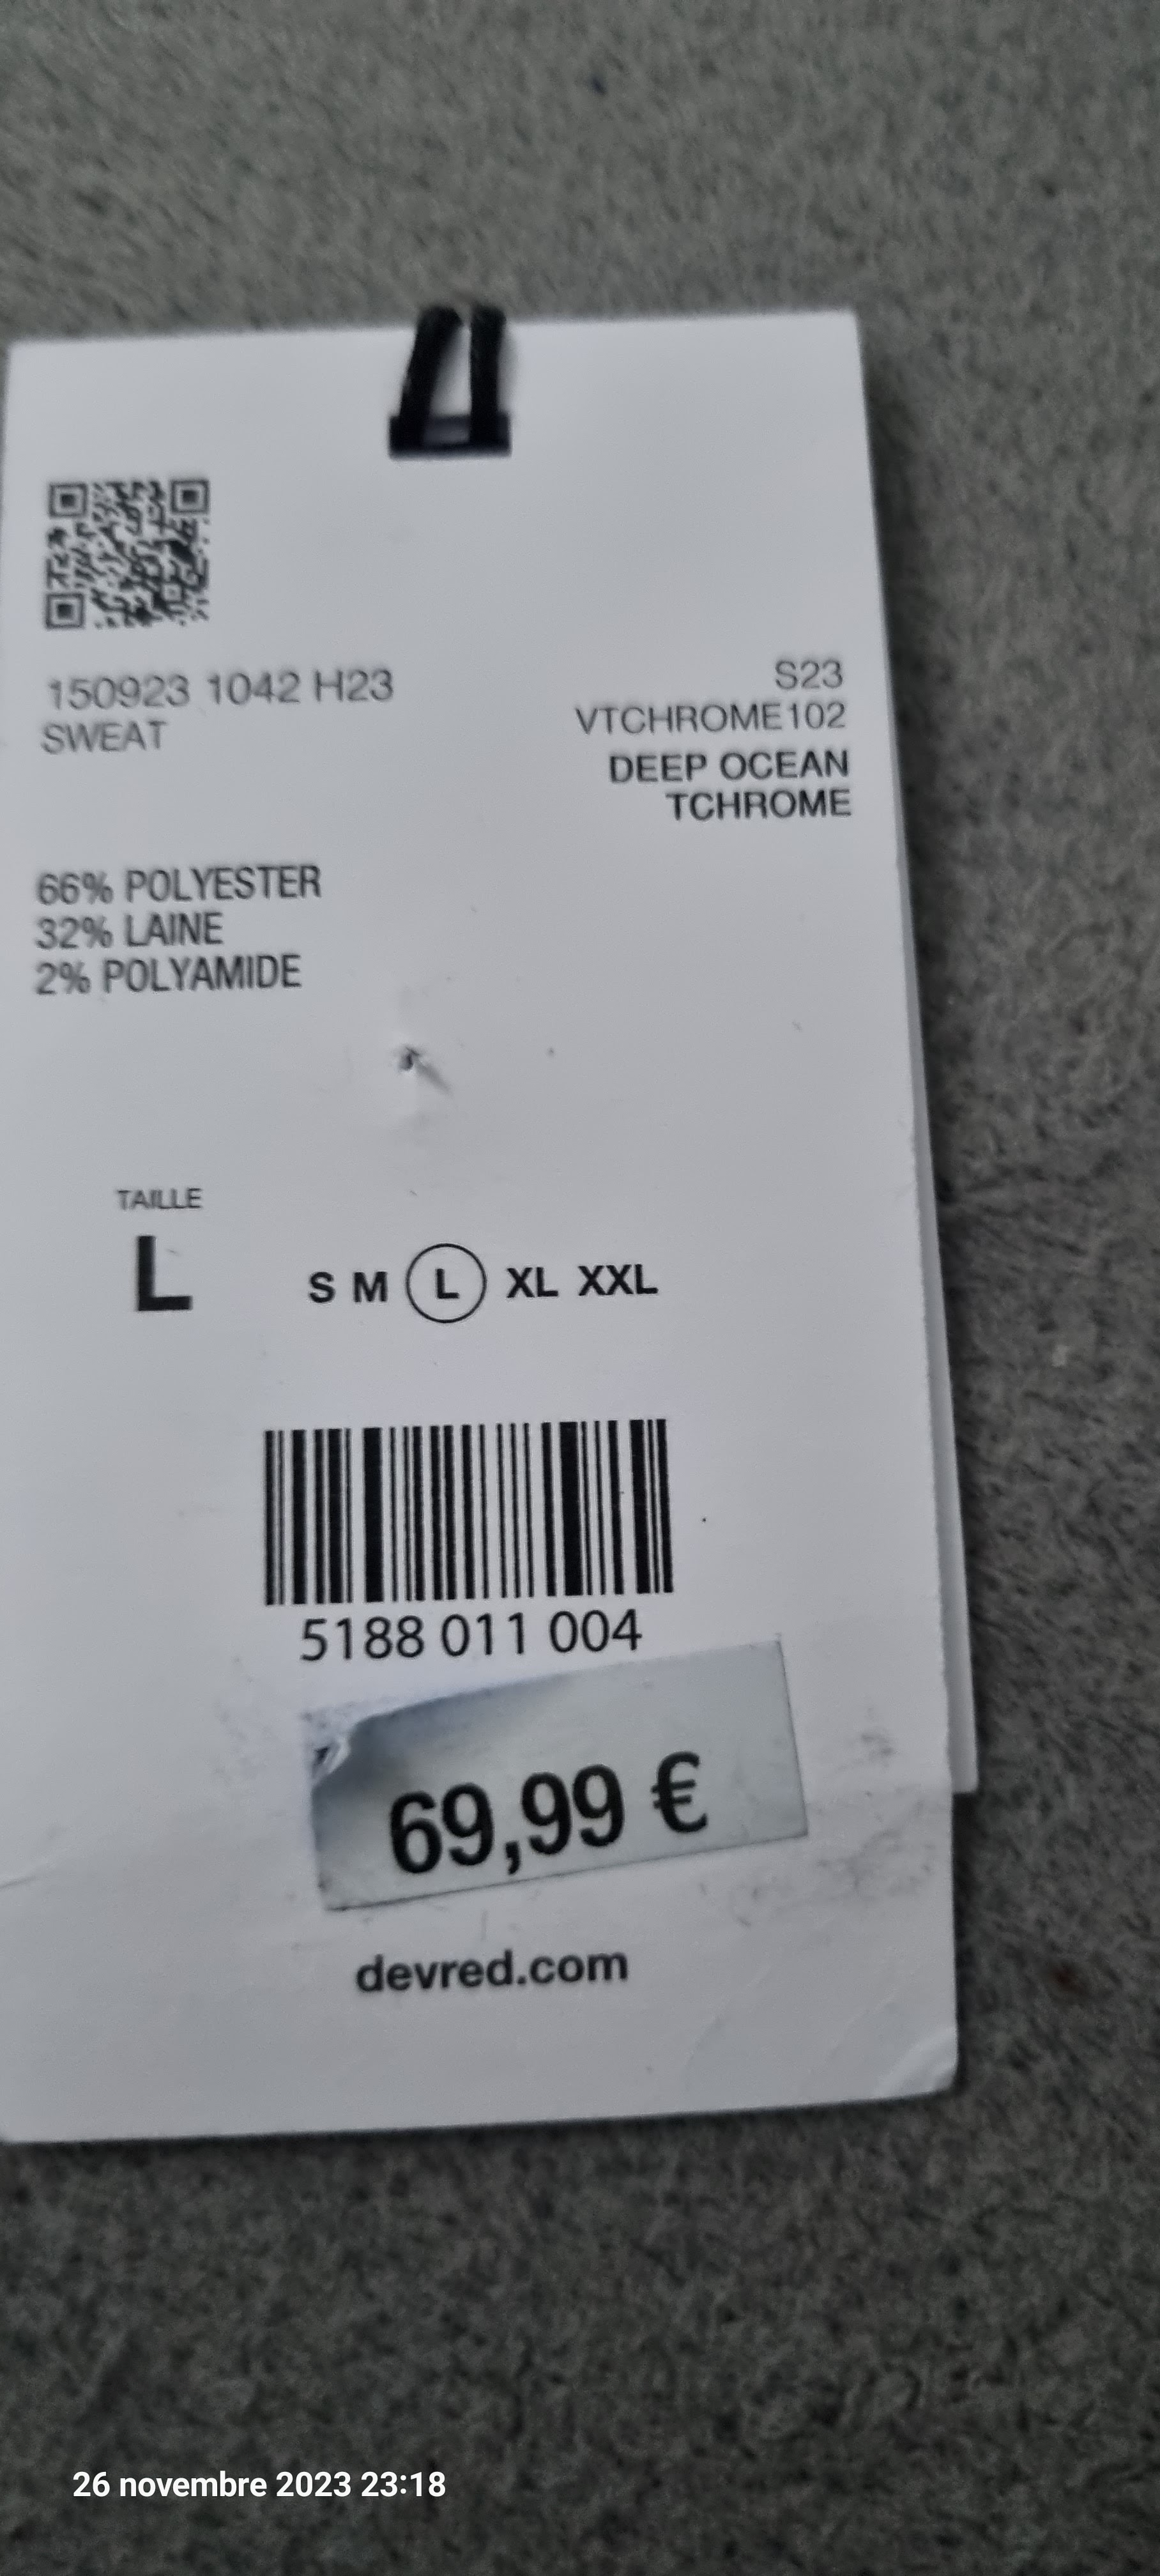 150923 1042 H23
SWEAT
S23
VTCHROME102
DEEP OCEAN
TCHROME
66% POLYESTER
32% LAINE
2% POLYAMIDE
TAILLE
L
S M L XL XXL
5188 011 004
69,99 €
devred.com
26 novembre 2023 23:18